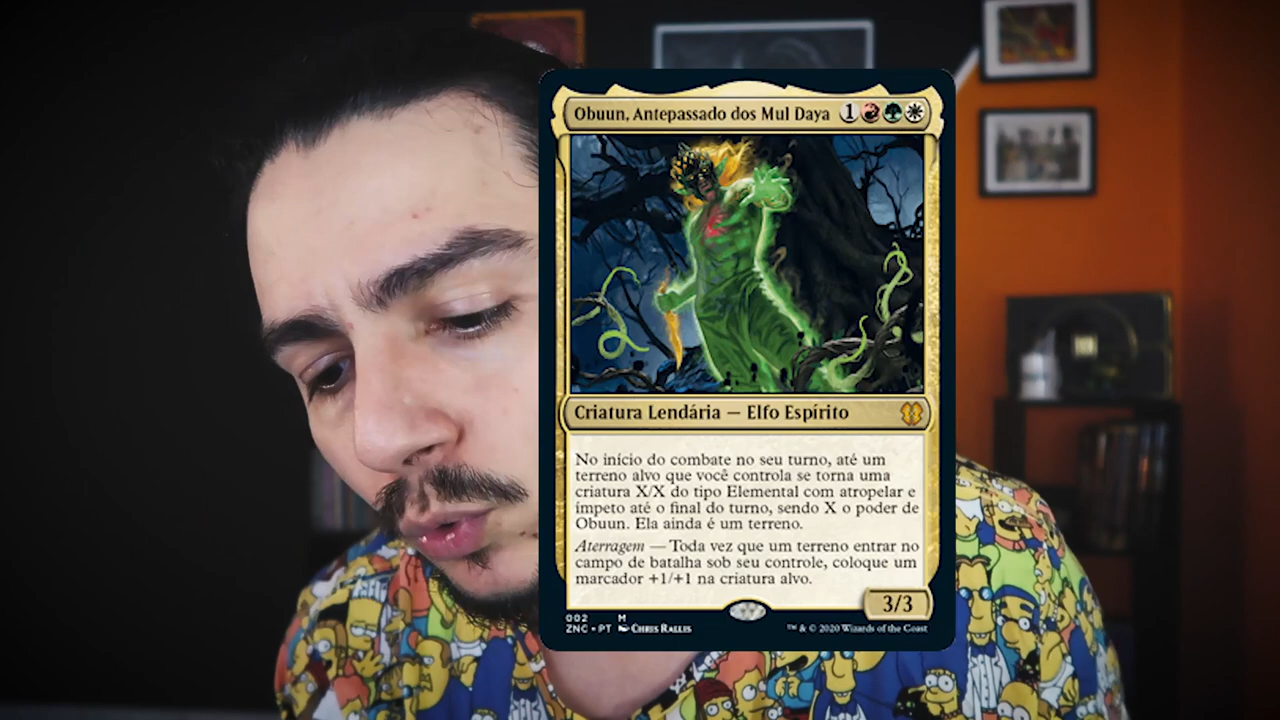 Obuun, Antepassado dos Mul Daya 1
Criatura Lendária — Elfo Espírito
No início do combate no seu turno, até um
terreno alvo que você controla se torna uma
criatura X/X do tipo Elemental com atropelar e
ímpeto até o final do turno, sendo X o poder de
Obuun. Ela ainda é um terreno.
Aterragem — Toda vez que um terreno entrar no
campo de batalha sob seu controle, coloque um
marcador +1/+1 na criatura alvo.
3/3
002 M
ZNC • PT Chris Rallis ™ & © 2020 Wizards of the Coast